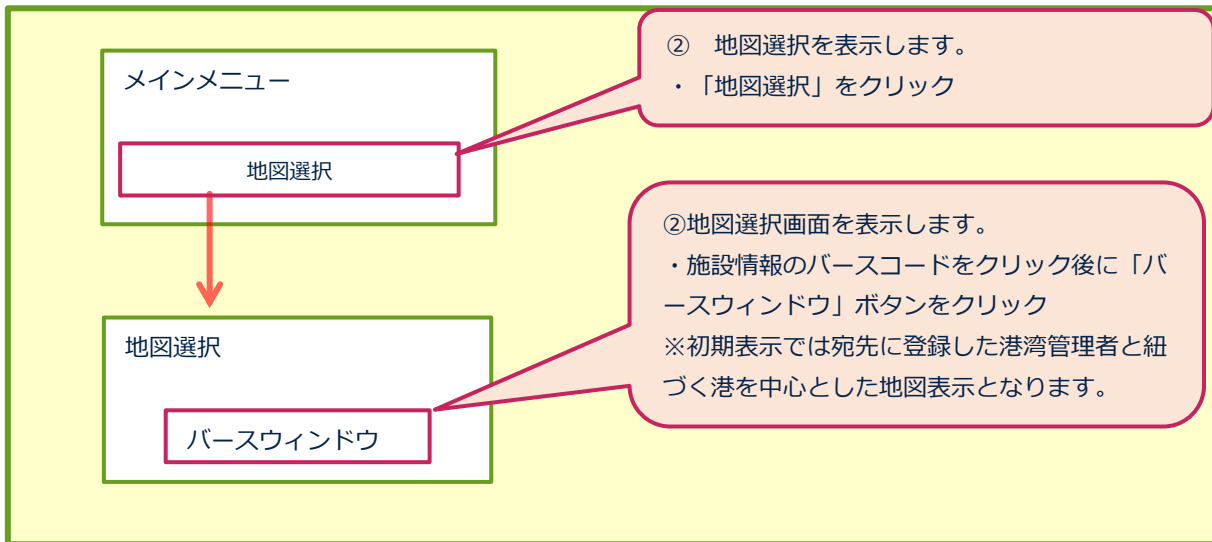 メインメニュー
地図選択
②　地図選択を表示します。
・「地図選択」をクリック
地図選択
バースウィンドウ
②地図選択画面を表示します。
・施設情報のバースコードをクリック後に「バ
ースウィンドウ」ボタンをクリック
※初期表示では宛先に登録した港湾管理者と紐
づく港を中心とした地図表示となります。